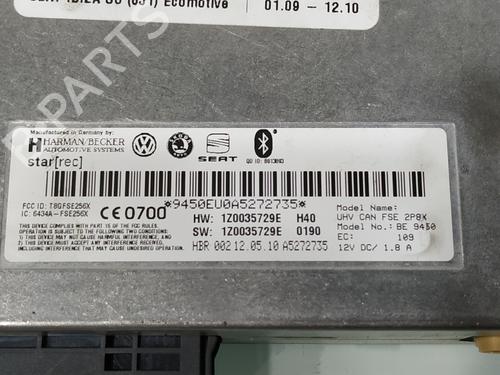 SEAT IBIZA SC (6J1) Ecomotive
01.09 - 12.10
Manufactured in Germany by:
HARMAN/BECKER
AUTOMOTIVE SYSTEMS
star[rec]
SEAT
*9450EU0A5272735*
FCC ID: T8GFSE256X
IC: 6434A-FSE256X
CE 0700
HW: 1Z0035729E H40
SW: 1Z0035729E 0190
HBR 002 12.05.10 A5272735
Model Name:
UHV CAN FSE 2P8X
Model No.: BE 9450
EC: 109
12V DC/ 1.8 A
THIS DEVICE COMPLIES WITH PART 15 OF THE FCC RULES.
OPERATION IS SUBJECT TO THE FOLLOWING TWO CONDITIONS:
(1) THIS DEVICE MAY NOT CAUSE HARMFUL INTERFERENCE, AND
(2) THIS DEVICE MUST ACCEPT ANY INTERFERENCE RECEIVED, INCLUDING
INTERFERENCE THAT MAY CAUSE UNDESIRED OPERATION.